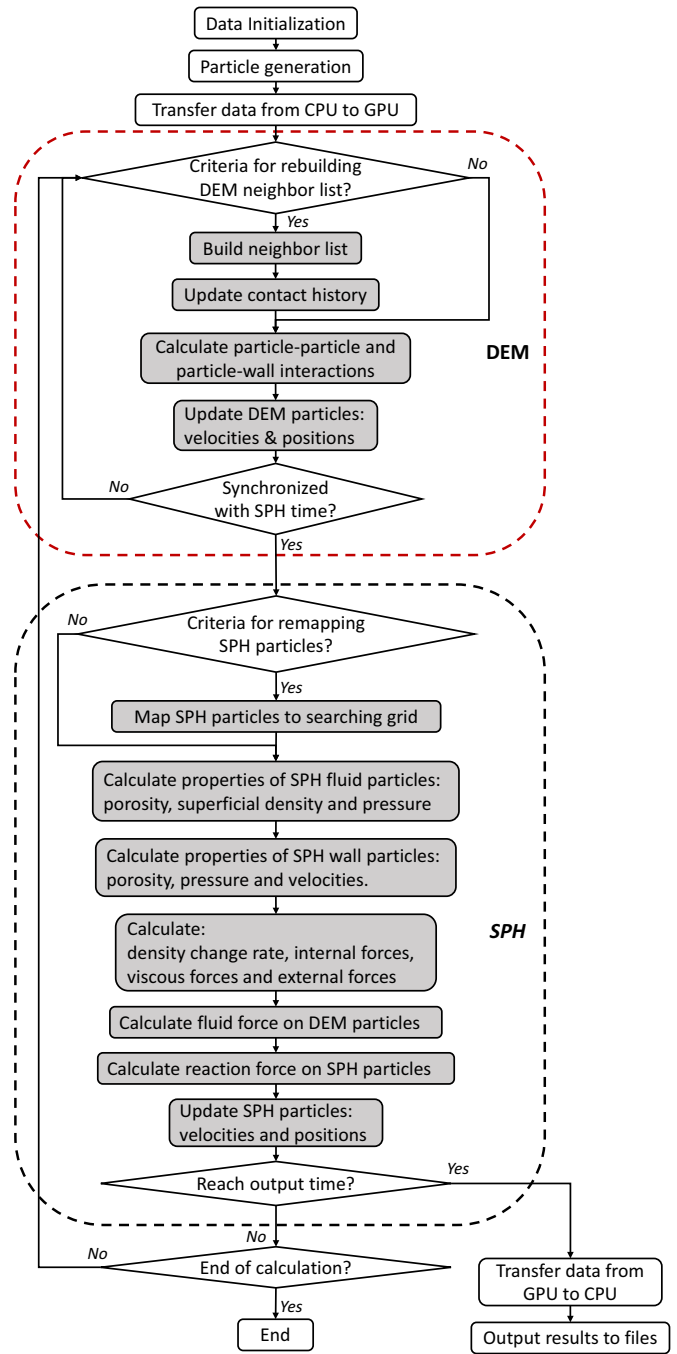 Data Initialization
Particle generation
Transfer data from CPU to GPU
Criteria for rebuilding
DEM neighbor list?
No
Yes
Build neighbor list
Update contact history
Calculate particle-particle and
particle-wall interactions
DEM
Update DEM particles:
velocities & positions
No
Synchronized
with SPH time?
Yes
No
Criteria for remapping
SPH particles?
Yes
Map SPH particles to searching grid
Calculate properties of SPH fluid particles:
porosity, superficial density and pressure
Calculate properties of SPH wall particles:
porosity, pressure and velocities.
Calculate:
density change rate, internal forces,
viscous forces and external forces
SPH
Calculate fluid force on DEM particles
Calculate reaction force on SPH particles
Update SPH particles:
velocities and positions
Reach output time?
Yes
No
No
End of calculation?
Yes
End
Transfer data from
GPU to CPU
Output results to files